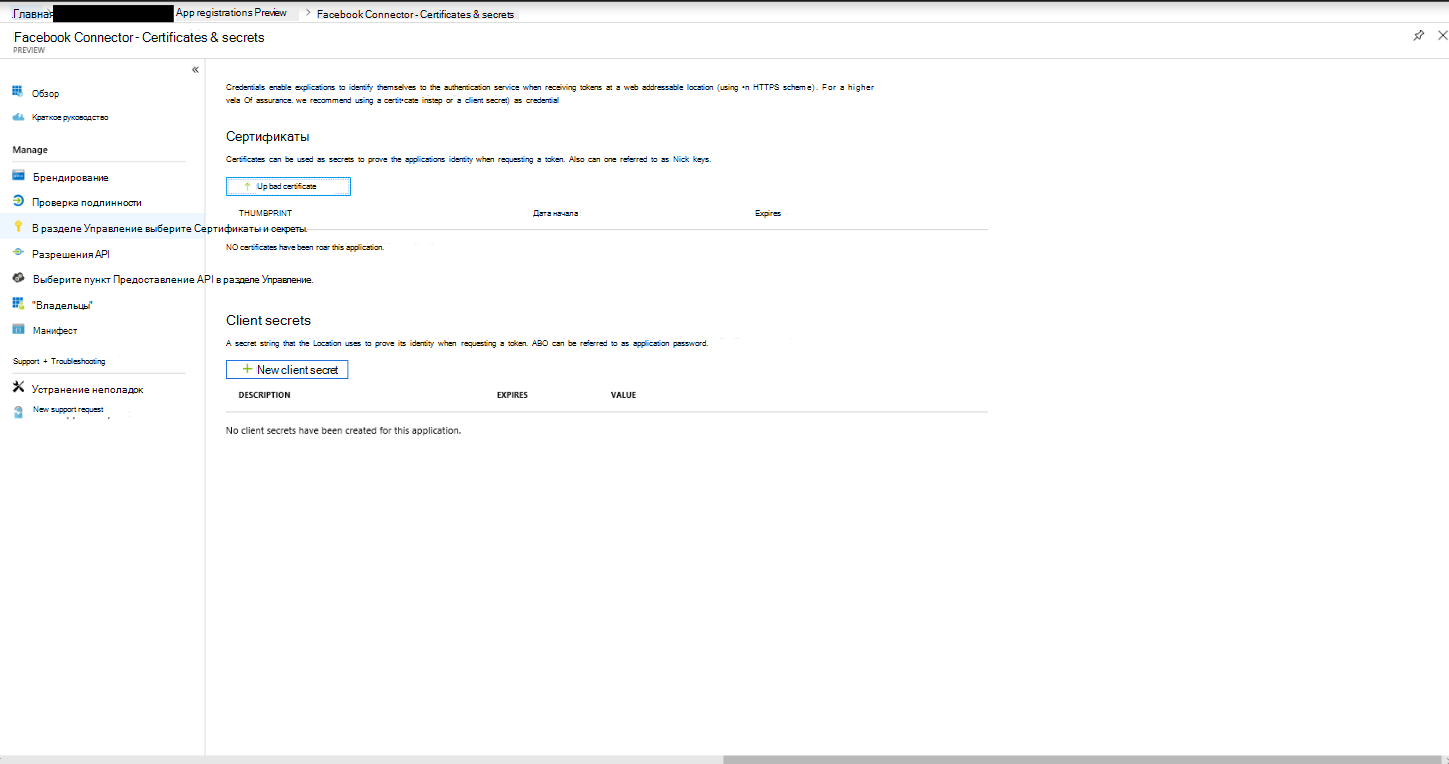 Главная
App registrations Preview
Facebook Connector - Certificates & secrets
Facebook Connector - Certificates & secrets
PREVIEW
Обзор
Краткое руководство
Manage
Брендирование
Проверка подлинности
В разделе Управление выберите Сертификаты и секреты.
Разрешения API
Выберите пункт Предоставление API в разделе Управление.
"Владельцы"
Манифест
Support + Troubleshooting
Устранение неполадок
New support request
Credentials enable explications to identify themselves to the authentication service when receiving tokens at a web addressable location (using •n HTTPS scheme). For a higher
vela Of assurance. we recommend using a certit•cate instep or a client secret) as credential
Сертификаты
Certificates can be used as secrets to prove the applications identity when requesting a token. Also can one referred to as Nick keys.
Up bad certificate
THUMBPRINT Дата начала Expires
NO certificates have been roar this application.
Client secrets
A secret string that the Location uses to prove its identity when requesting a token. ABO can be referred to as application password.
New client secret
DESCRIPTION EXPIRES VALUE
No client secrets have been created for this application.